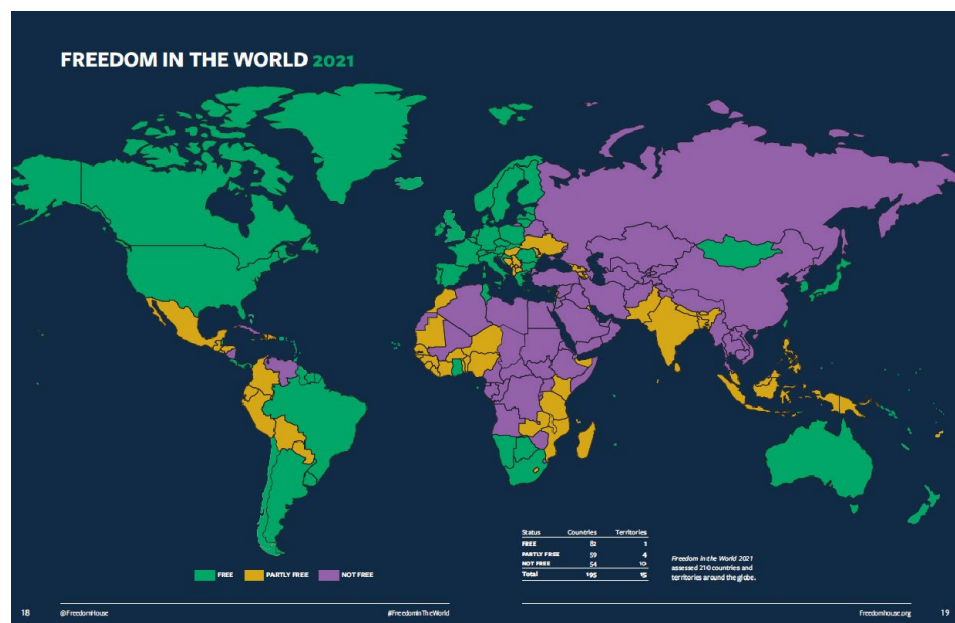 FREEDOM IN THE WORLD 2021
Status Countries Territories
FREE 82 1
PARTLY FREE 59 4
NOT FREE 54 10
Total 195 15
Freedom in the World 2021
assessed 210 countries and
territories around the globe.
FREE PARTLY FREE NOT FREE
18 @FreedomHouse #FreedomInTheWorld Freedomhouse.org 19